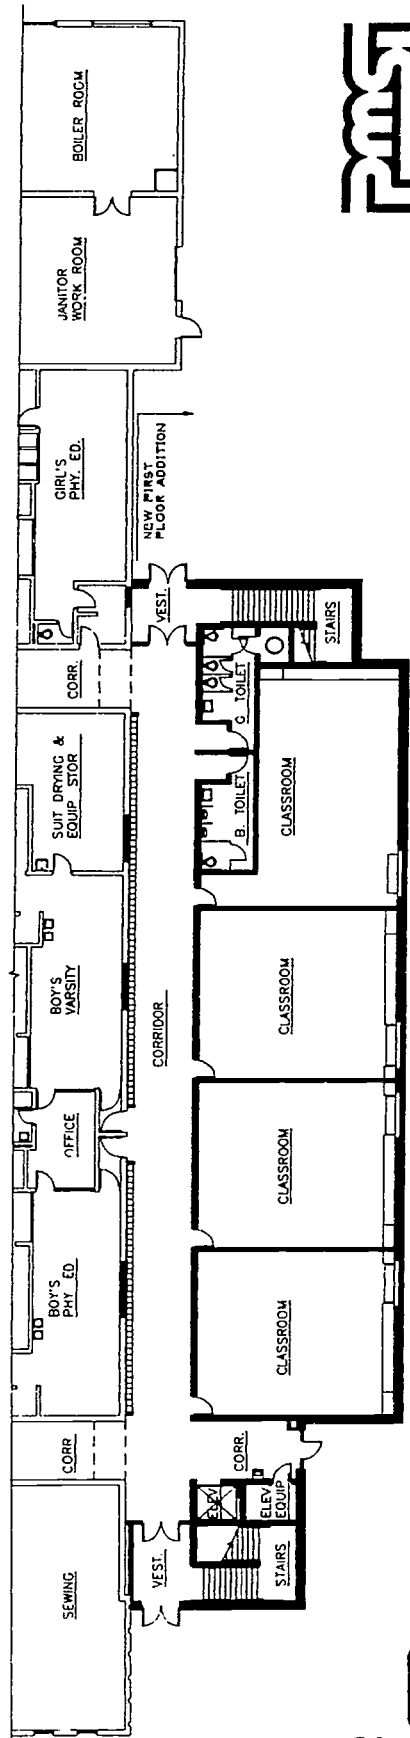 SEWING
CORR
BOY'S
PHY ED
OFFICE
BOY'S
VARSITY
SUIT DRYING &
EQUIP STOR
CORR.
GIRL'S
PHY. ED.
JANITOR
WORK ROOM
BOILER ROOM
NEW FIRST
FLOOR ADDITION
VEST.
CORRIDOR
VEST.
ELEV
ELEV
EQUIP
CORR.
STAIRS
CLASSROOM
CLASSROOM
CLASSROOM
CLASSROOM
B. TOILET
G. TOILET
STAIRS